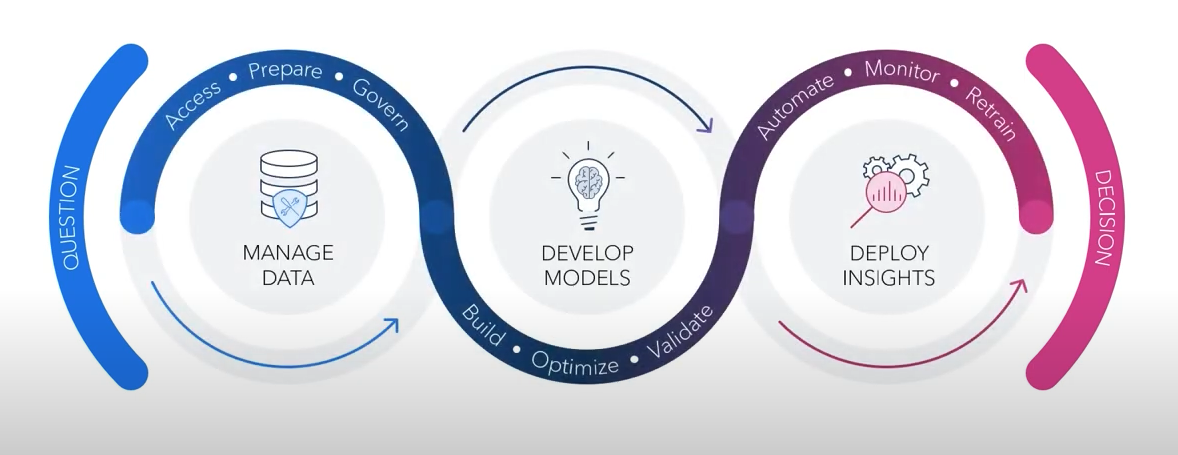 QUESTION
Access • Prepare • Govern
MANAGE
DATA
Build • Optimize • Validate
DEVELOP
MODELS
Automate • Monitor • Retrain
DEPLOY
INSIGHTS
DECISION